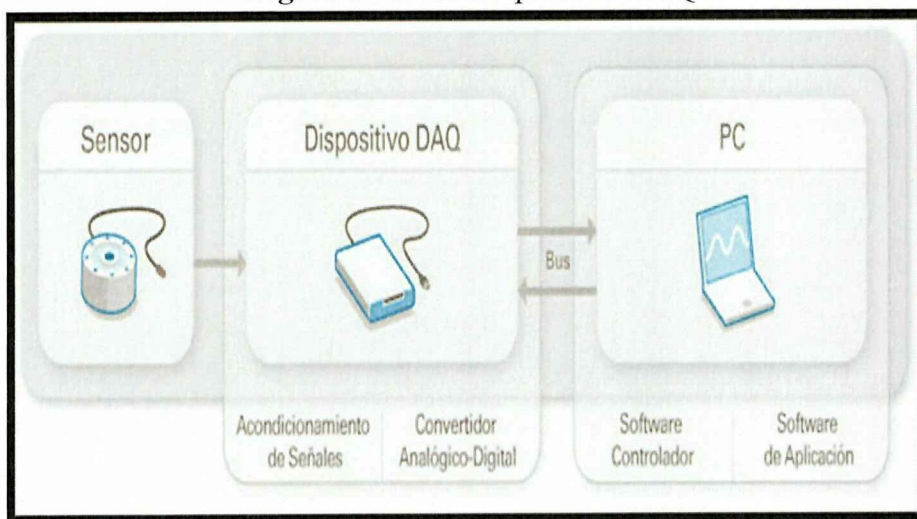 Sensor
Dispositivo DAQ
PC
Bus
Acondicionamiento
de Señales
Convertidor
Analógico-Digital
Software
Controlador
Software
de Aplicación